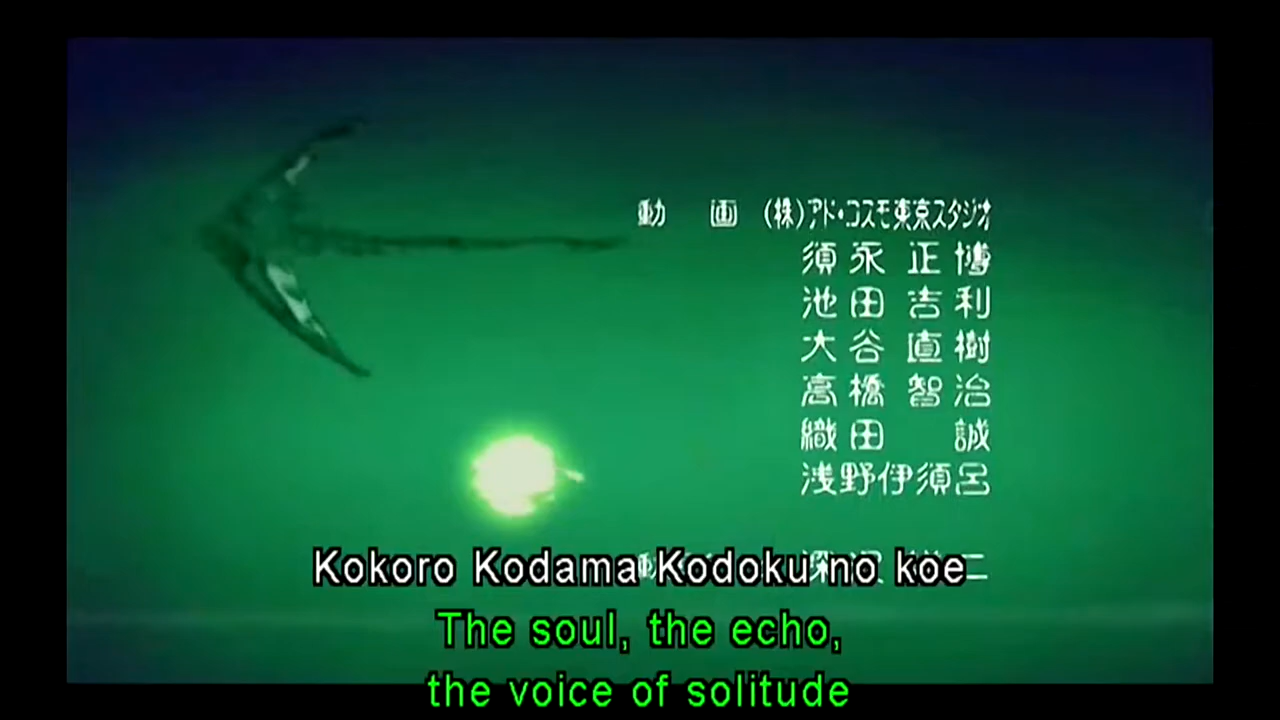 動 画 (株)アド・コスモ東京スタジオ
須永正博
池田吉利
大谷直樹
高橋智治
織田 誠
浅野伊須呂
Kokoro Kodama Kodoku no koe
The soul, the echo,
the voice of solitude